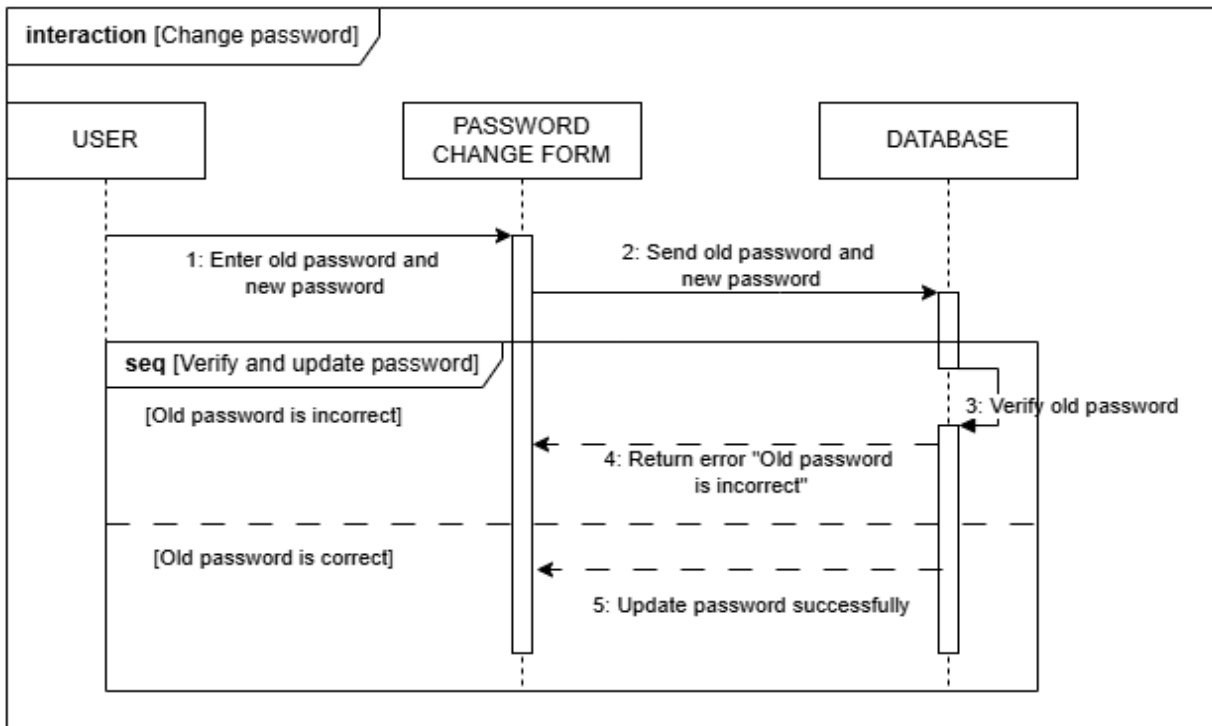 interaction [Change password]
USER
PASSWORD
CHANGE FORM
DATABASE
1: Enter old password and
new password
2: Send old password and
new password
seq [Verify and update password]
[Old password is incorrect]
3: Verify old password
4: Return error "Old password
is incorrect"
[Old password is correct]
5: Update password successfully